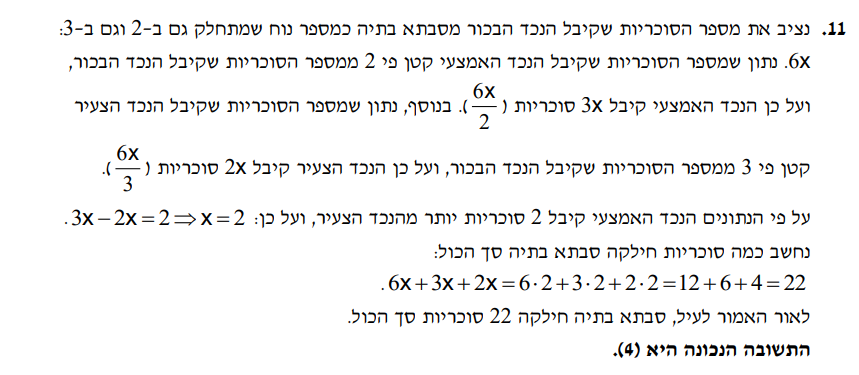 11. נציב את מספר הסוכריות שקיבל הנכד הבכור מסבתא בתיה כמספר נוח שמתחלק גם ב-2 וגם ב-3:
6x. נתון שמספר הסוכריות שקיבל הנכד האמצעי קטן פי 2 ממספר הסוכריות שקיבל הנכד הבכור,
ועל כן הנכד האמצעי קיבל 3x סוכריות (6x/2). בנוסף, נתון שמספר הסוכריות שקיבל הנכד הצעיר
קטן פי 3 ממספר הסוכריות שקיבל הנכד הבכור, ועל כן הנכד הצעיר קיבל 2x סוכריות (6x/3).
על פי הנתונים הנכד האמצעי קיבל 2 סוכריות יותר מהנכד הצעיר, ועל כן: 3x − 2x = 2 ⇒ x = 2.
נחשב כמה סוכריות חילקה סבתא בתיה סך הכול:
6x + 3x + 2x = 6·2 + 3·2 + 2·2 = 12 + 6 + 4 = 22.
לאור האמור לעיל, סבתא בתיה חילקה 22 סוכריות סך הכול.
התשובה הנכונה היא (4).